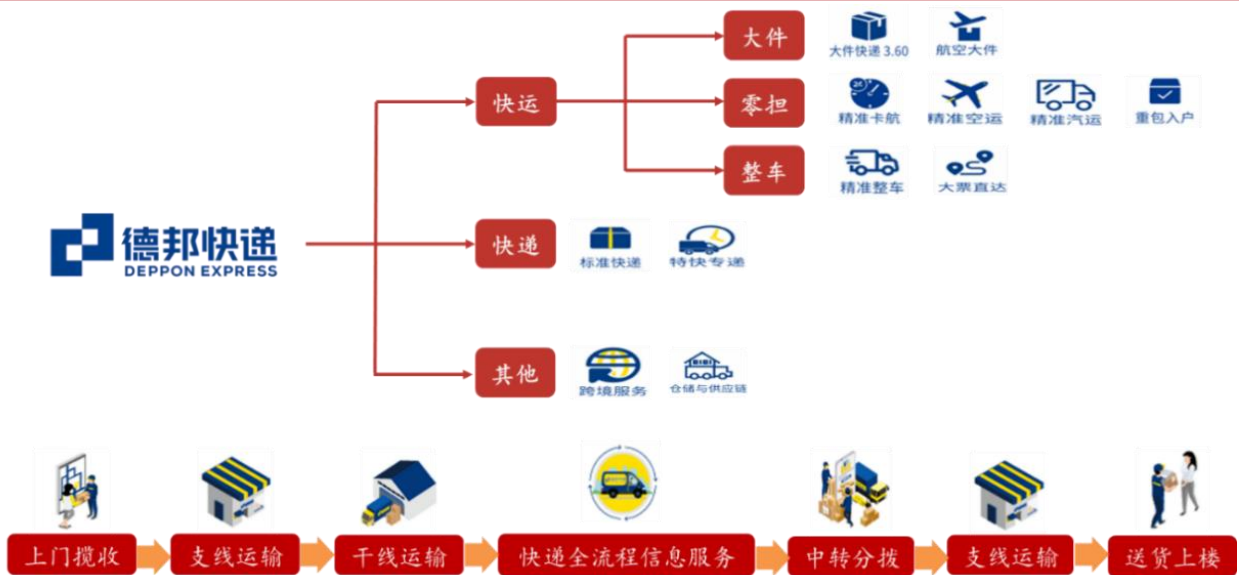 大件
大件快递 3.60
航空大件
快运
零担
精准卡航
精准空运
精准汽运
重包入户
整车
精准整车
大票直达
德邦快递
DEPPON EXPRESS
快递
标准快递
特快专递
其他
跨境服务
仓储与供应链
上门揽收
支线运输
干线运输
快递全流程信息服务
中转分拨
支线运输
送货上楼